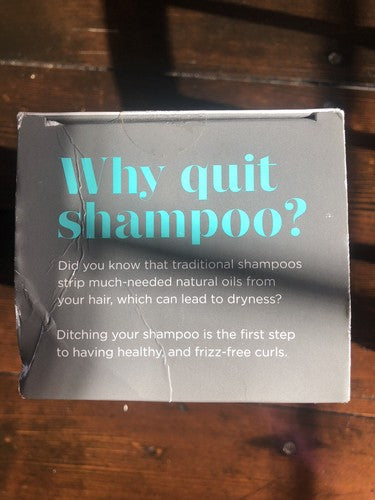 Why quit
shampoo?
Did you know that traditional shampoos
strip much-needed natural oils from
your hair, which can lead to dryness?
Ditching your shampoo is the first step
to having healthy, and frizz-free curls.